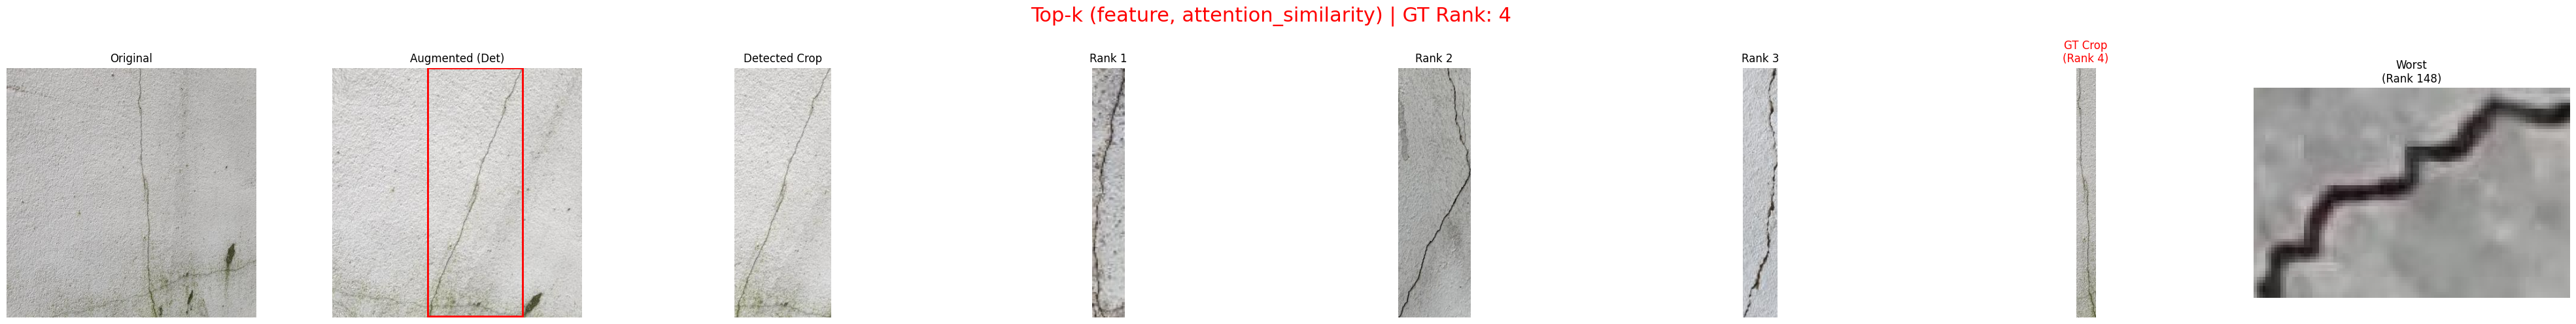 Top-k (feature, attention_similarity) | GT Rank: 4
Original
Augmented (Det)
Detected Crop
Rank 1
Rank 2
Rank 3
GT Crop
(Rank 4)
Worst
(Rank 148)